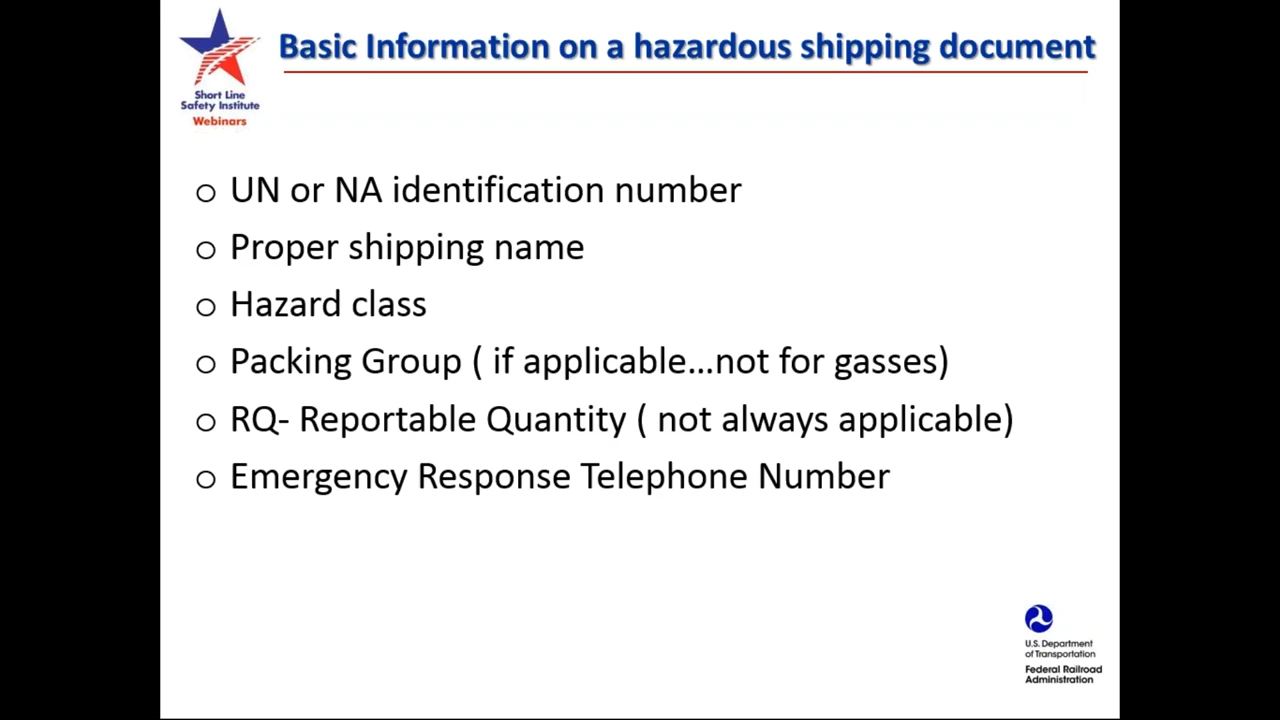 Basic Information on a hazardous shipping document
Short Line
Safety Institute
Webinars
o UN or NA identification number
o Proper shipping name
o Hazard class
o Packing Group ( if applicable...not for gasses)
o RQ- Reportable Quantity ( not always applicable)
o Emergency Response Telephone Number
U.S. Department
of Transportation
Federal Railroad
Administration